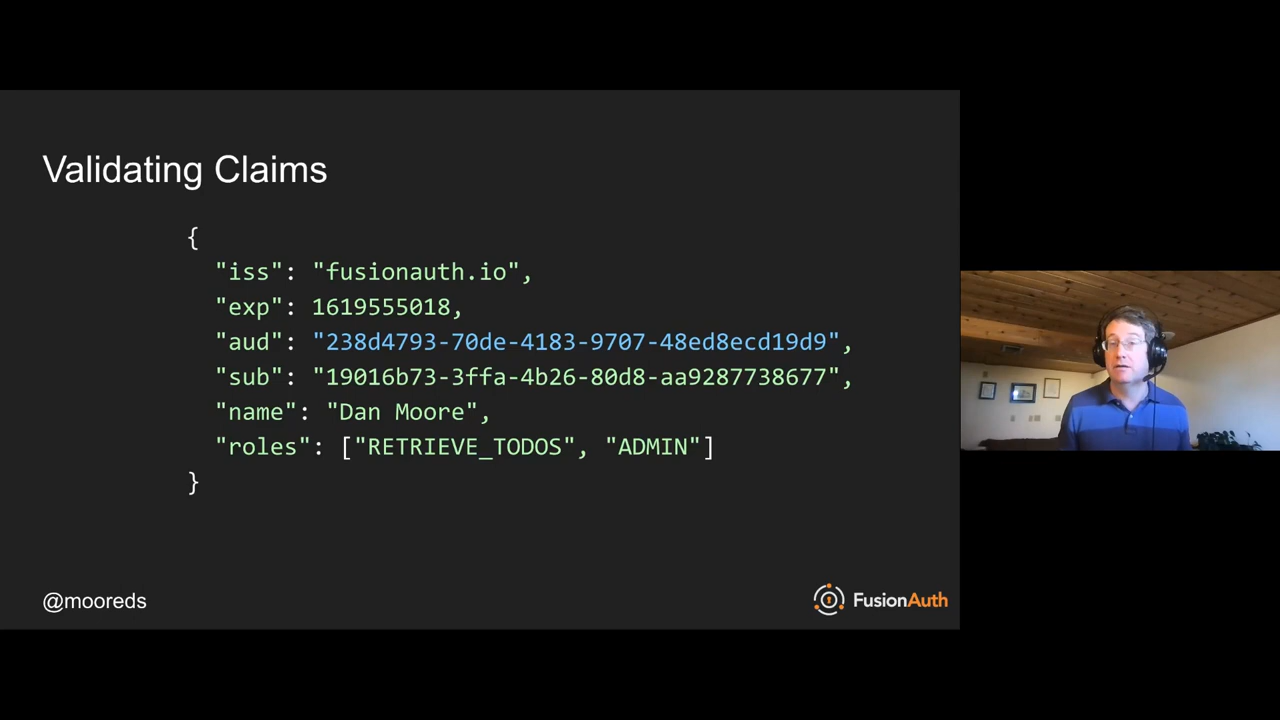 Validating Claims
{
"iss": "fusionauth.io",
"exp": 1619555018,
"aud": "238d4793-70de-4183-9707-48ed8ecd19d9",
"sub": "19016b73-3ffa-4b26-80d8-aa9287738677",
"name": "Dan Moore",
"roles": ["RETRIEVE_TODOS", "ADMIN"]
}
@mooreds
FusionAuth